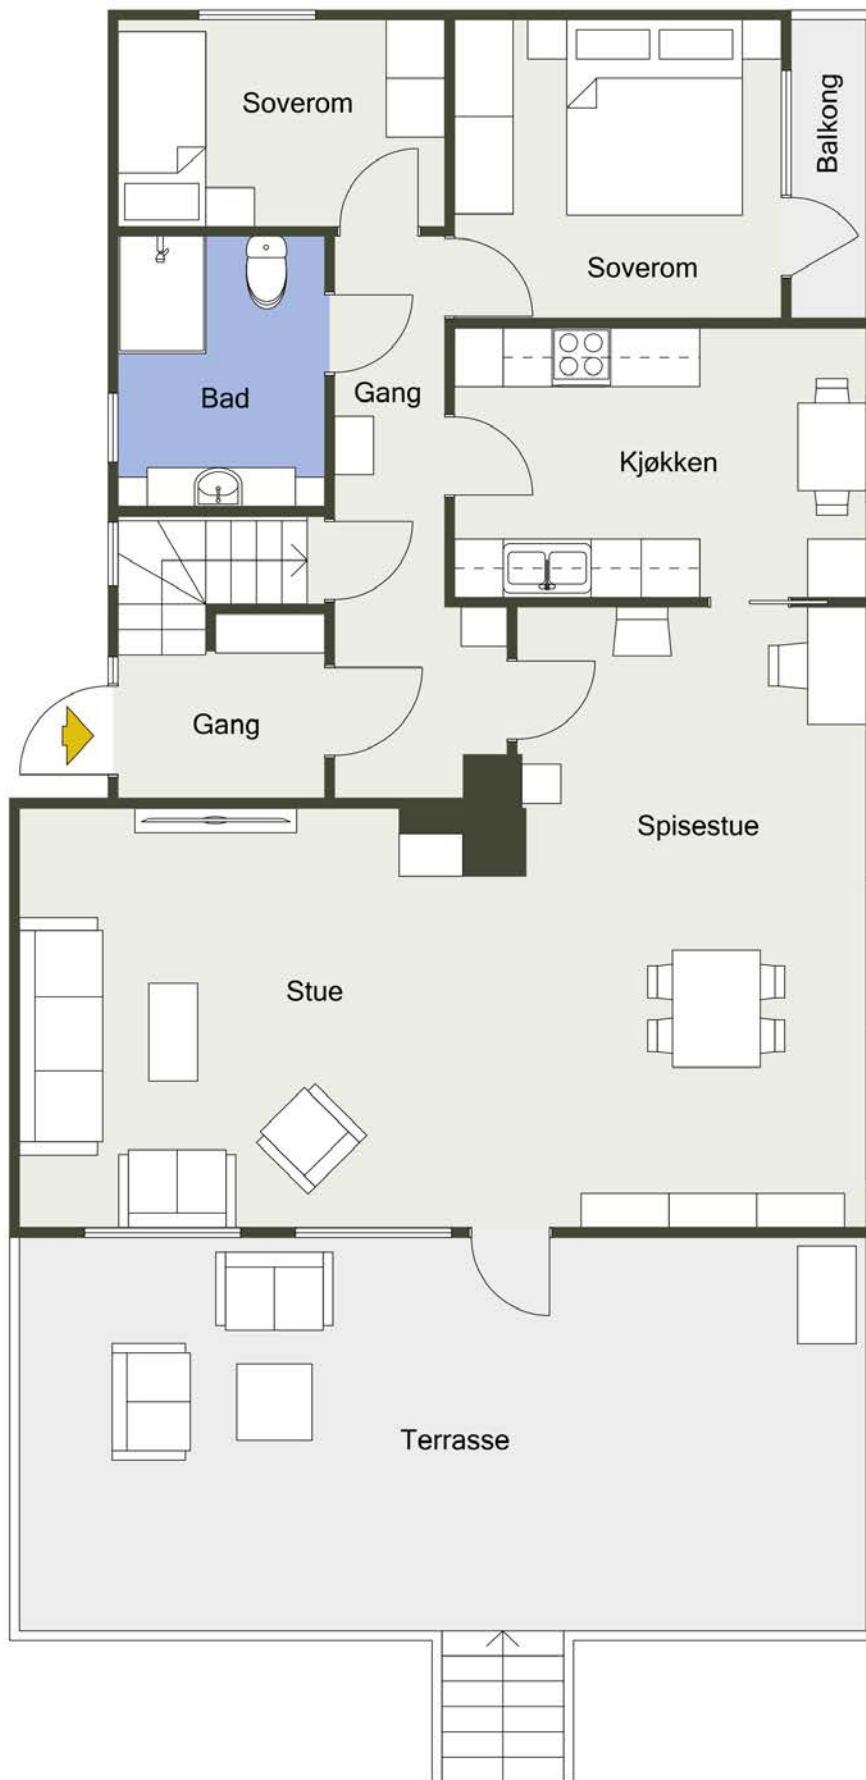 Soverom
Balkong
Soverom
Bad
Gang
Kjøkken
Gang
Spisestue
Stue
Terrasse